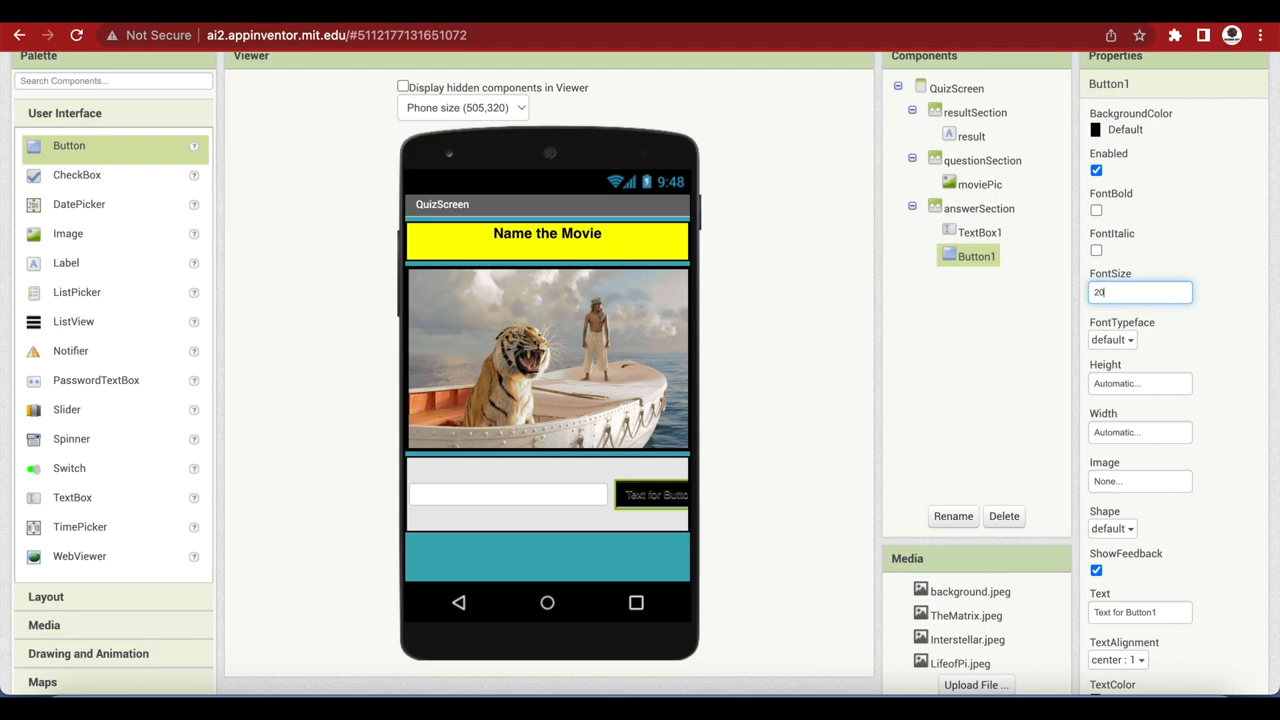 Not Secure
ai2.appinventor.mit.edu/#5112177131651072
Palette
Viewer
Components
Properties
Search Components...
User Interface
Button
CheckBox
DatePicker
Image
Label
ListPicker
ListView
Notifier
PasswordTextBox
Slider
Spinner
Switch
TextBox
TimePicker
WebViewer
Layout
Media
Drawing and Animation
Maps
Display hidden components in Viewer
Phone size (505,320)
9:48
QuizScreen
Name the Movie
Text for Butto
QuizScreen
resultSection
result
questionSection
moviePic
answerSection
TextBox1
Button1
Rename
Delete
Media
background.jpeg
TheMatrix.jpeg
Interstellar.jpeg
LifeofPi.jpeg
Upload File ...
Button1
BackgroundColor
Default
Enabled
FontBold
FontItalic
FontSize
20
FontTypeface
default
Height
Automatic...
Width
Automatic...
Image
None...
Shape
default
ShowFeedback
Text
Text for Button1
TextAlignment
center : 1
TextColor